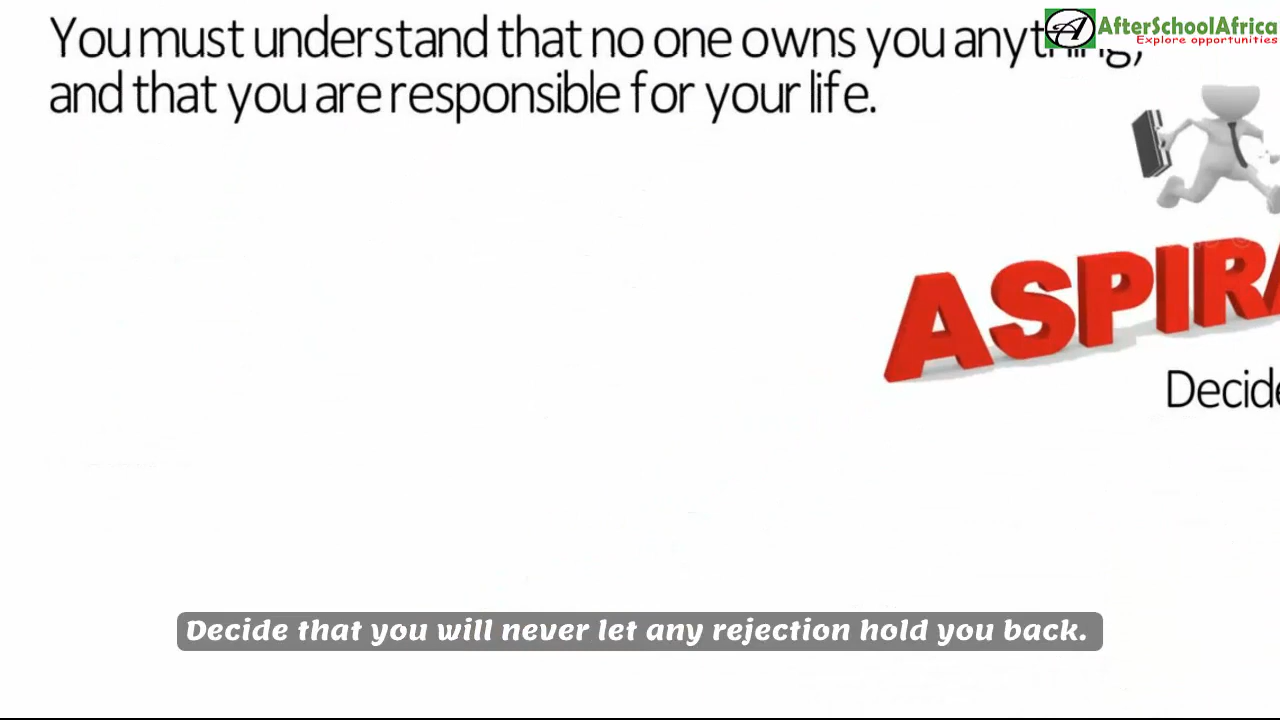 You must understand that no one owns you anything,
and that you are responsible for your life.
AfterSchoolAfrica
Explore opportunities
ASPIRA
Decide
Decide that you will never let any rejection hold you back.